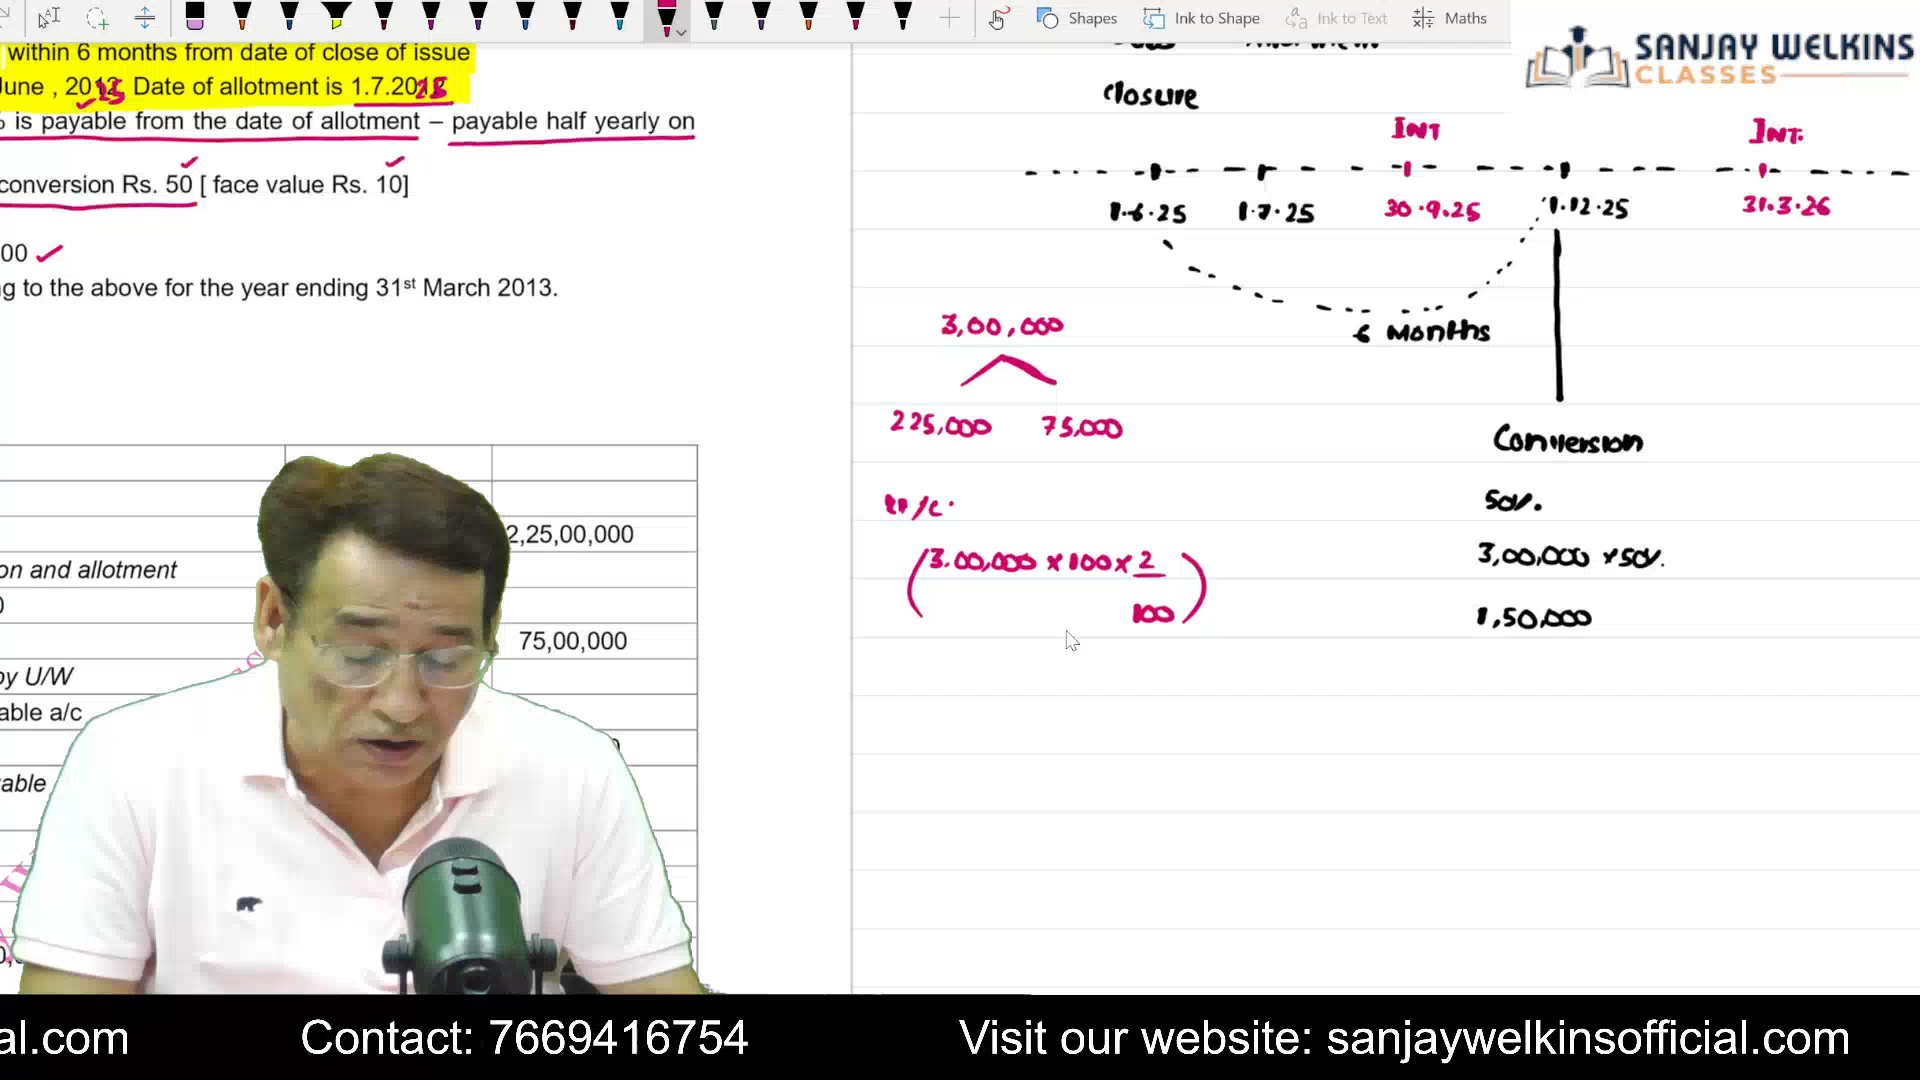 Shapes Ink to Shape Ink to Text Maths
SANJAY WELKINS
CLASSES
within 6 months from date of close of issue
June , 2012 25 Date of allotment is 1.7.2012 25
% is payable from the date of allotment – payable half yearly on
conversion Rs. 50 [ face value Rs. 10]
00
g to the above for the year ending 31st March 2013.
2,25,00,000
on and allotment
0
75,00,000
by U/W
able a/c
able
closure
INT
INT.
1.6.25 1.7.25 30.9.25 1.12.25 31.3.26
6 Months
3,00,000
225,000 75,000
Conversion
50%.
(3.00,000 × 100 × 2
100)
3,00,000 × 50%.
1,50,000
al.com Contact: 7669416754 Visit our website: sanjaywelkinsofficial.com